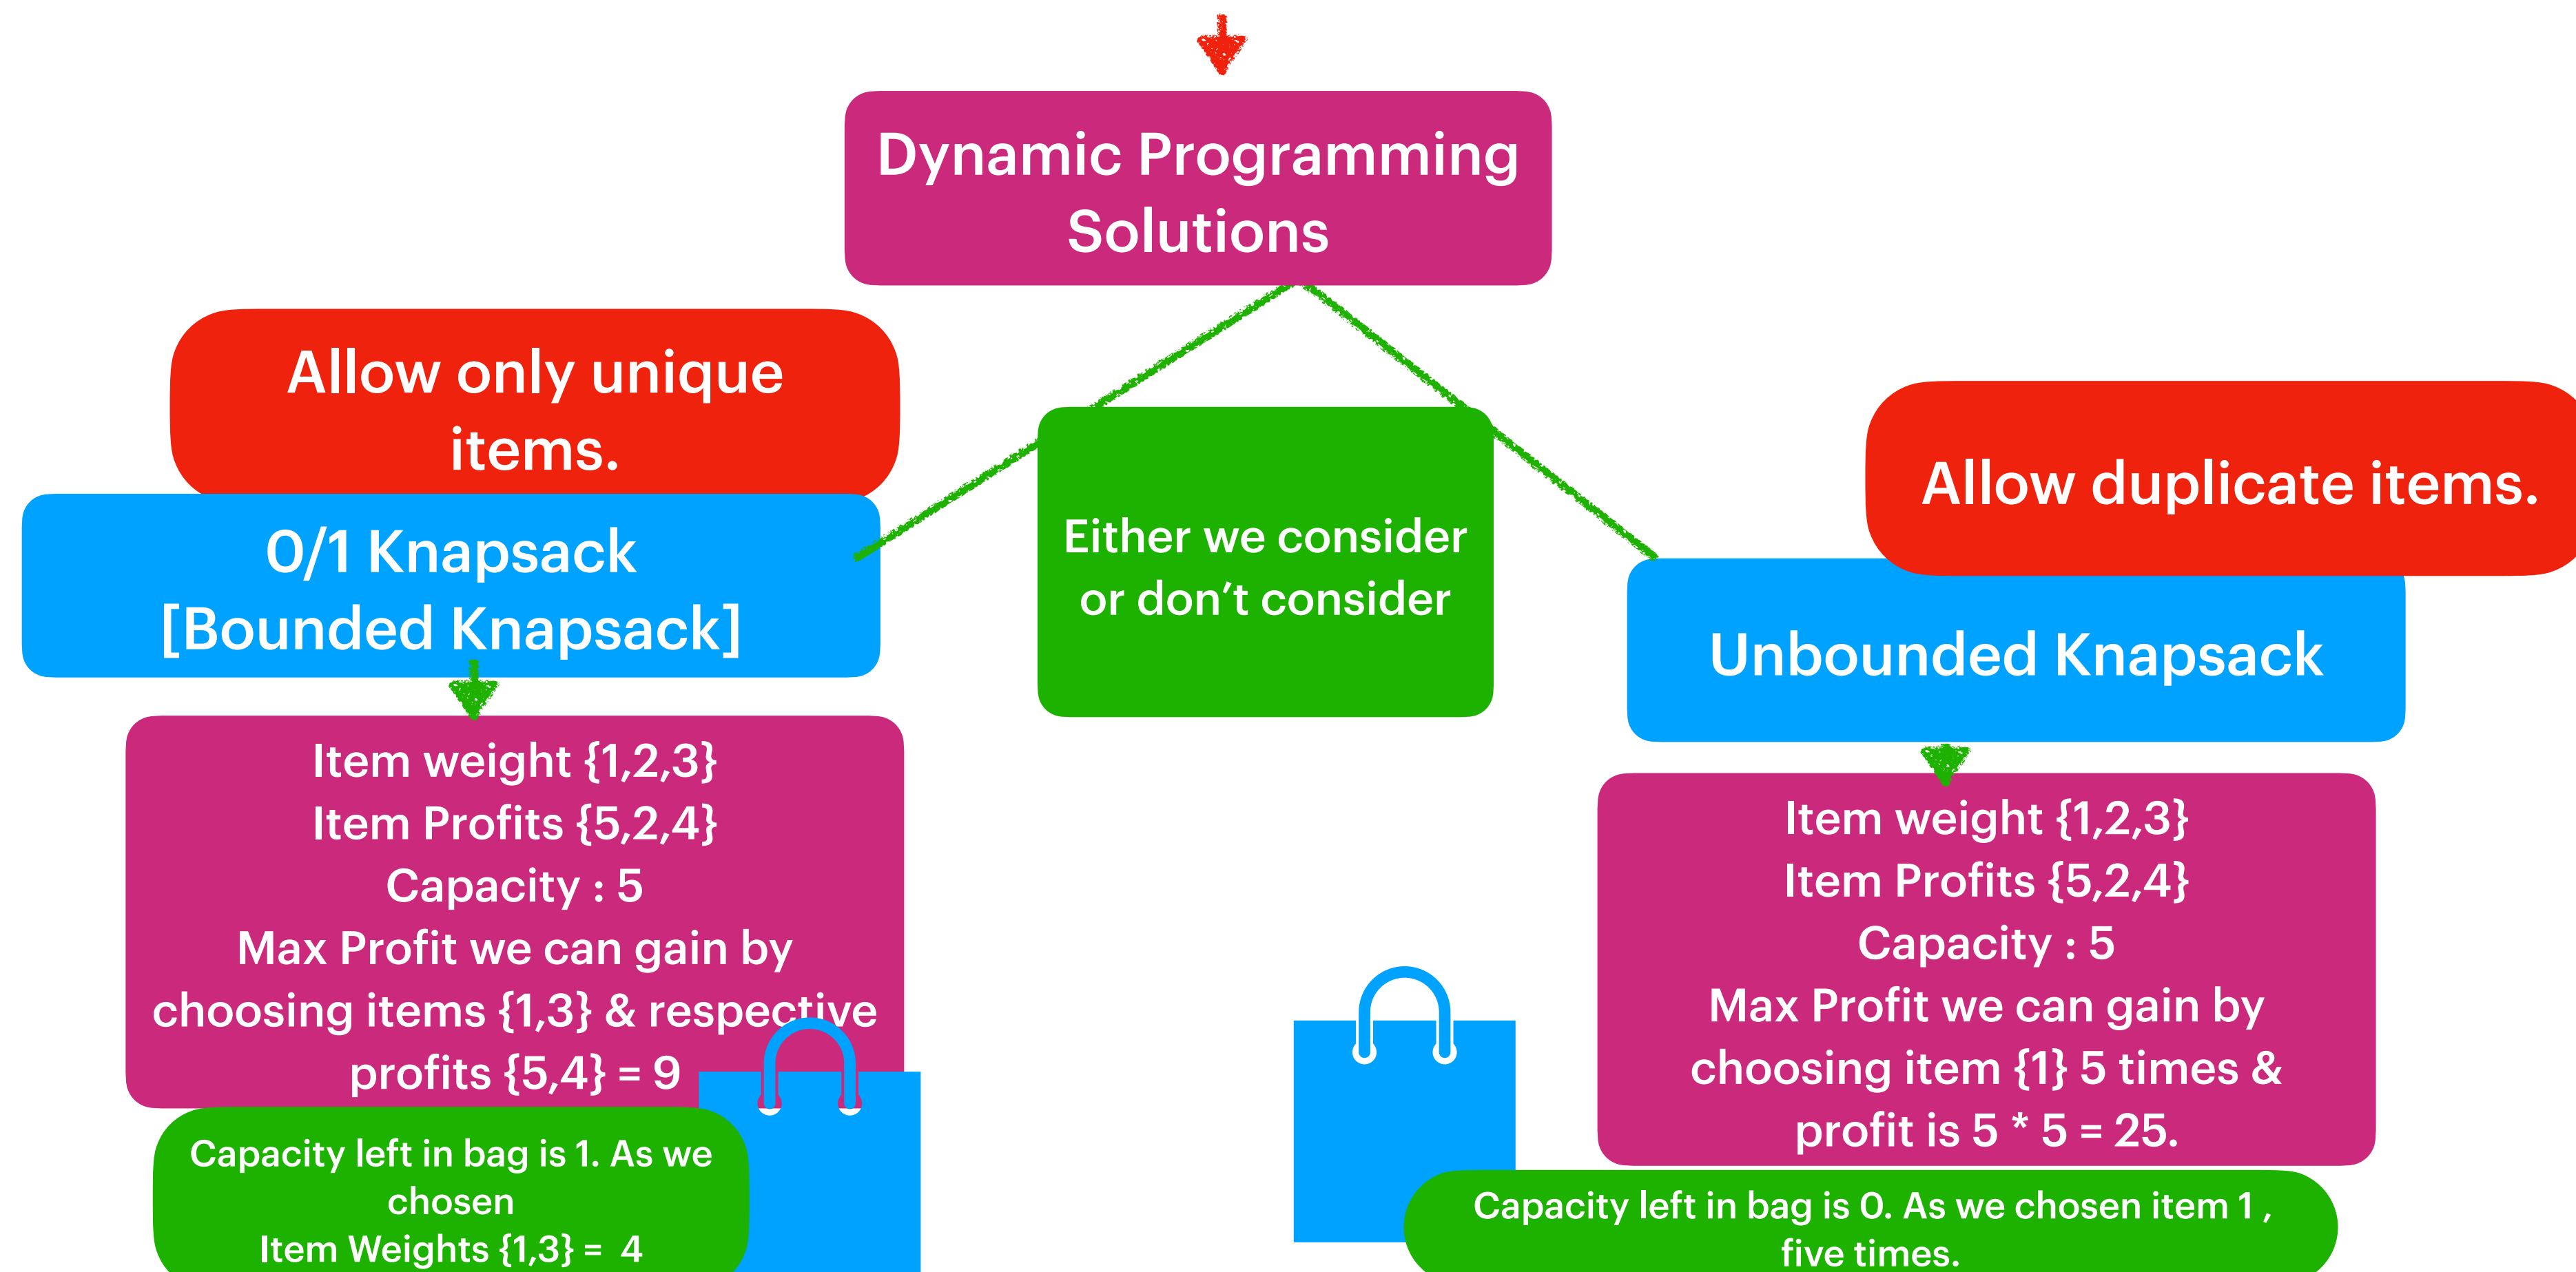 Dynamic Programming
Solutions
Allow only unique
items.
0/1 Knapsack
[Bounded Knapsack]
Either we consider
or don’t consider
Allow duplicate items.
Unbounded Knapsack
Item weight {1,2,3}
Item Profits {5,2,4}
Capacity : 5
Max Profit we can gain by
choosing items {1,3} & respective
profits {5,4} = 9
Capacity left in bag is 1. As we
chosen
Item Weights {1,3} = 4
Item weight {1,2,3}
Item Profits {5,2,4}
Capacity : 5
Max Profit we can gain by
choosing item {1} 5 times &
profit is 5 * 5 = 25.
Capacity left in bag is 0. As we chosen item 1 ,
five times.